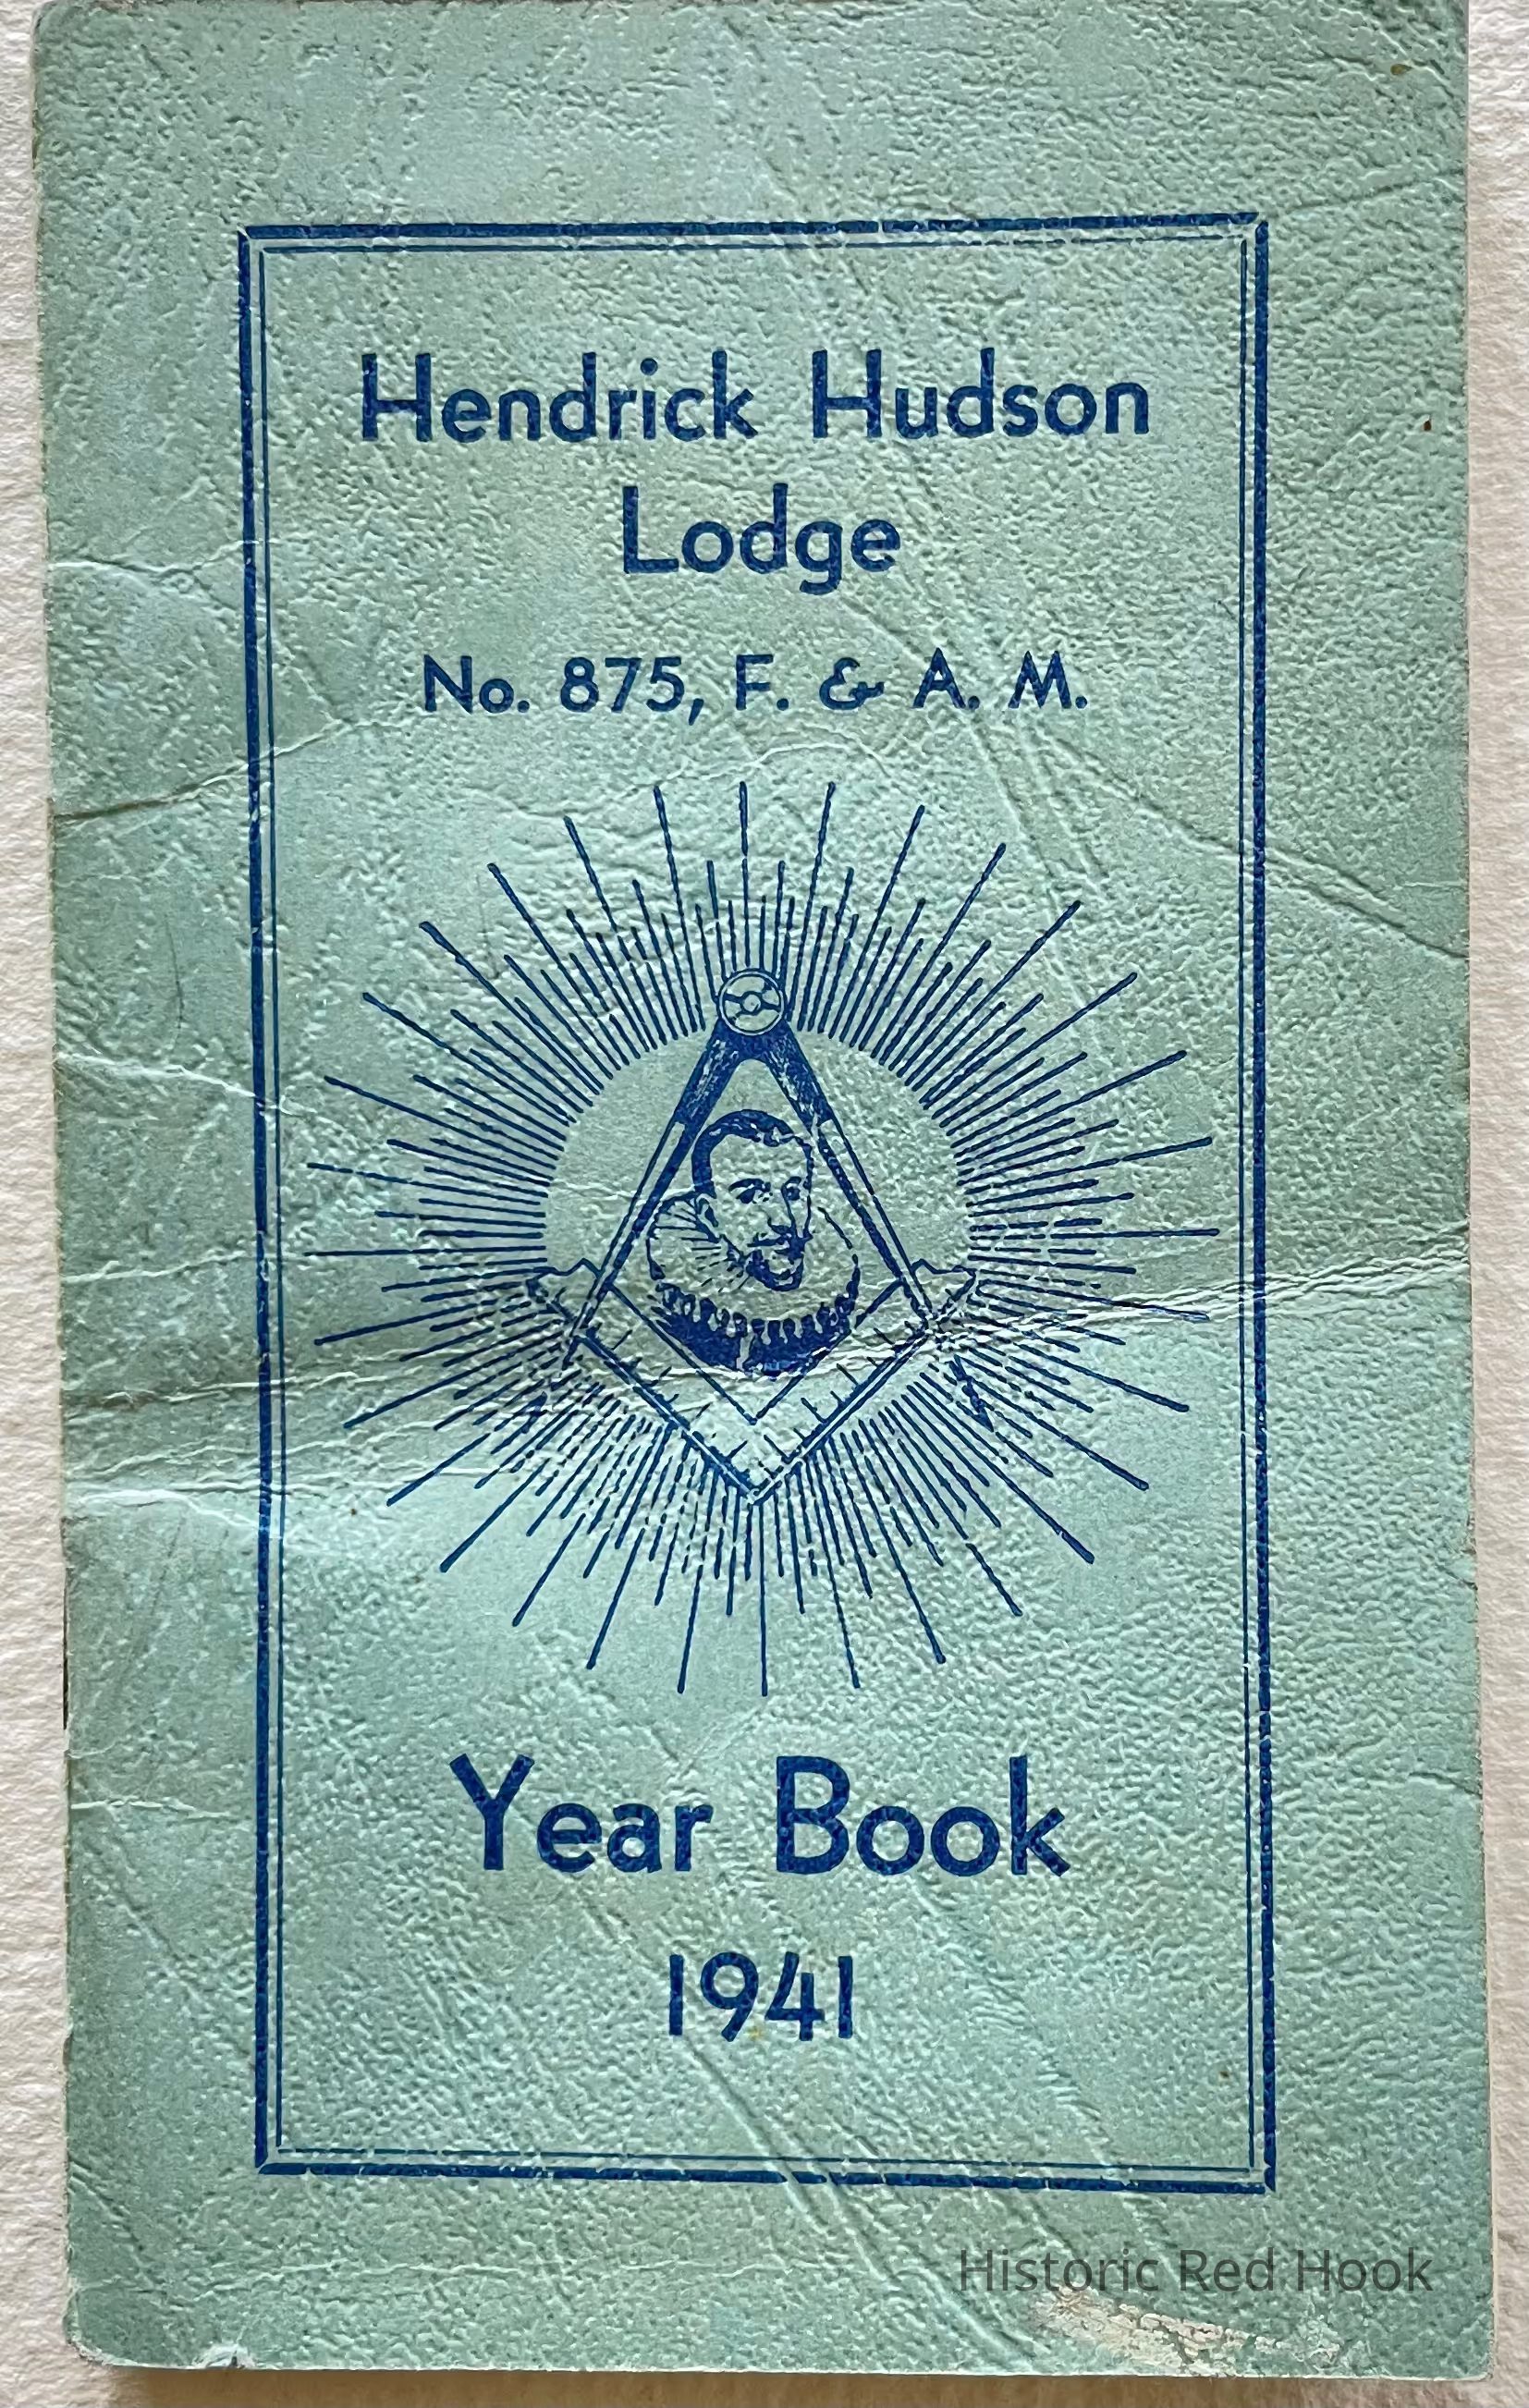 Hendrick Hudson
Lodge
No. 875, F. & A. M.
Year Book
1941
Historic Red Hook